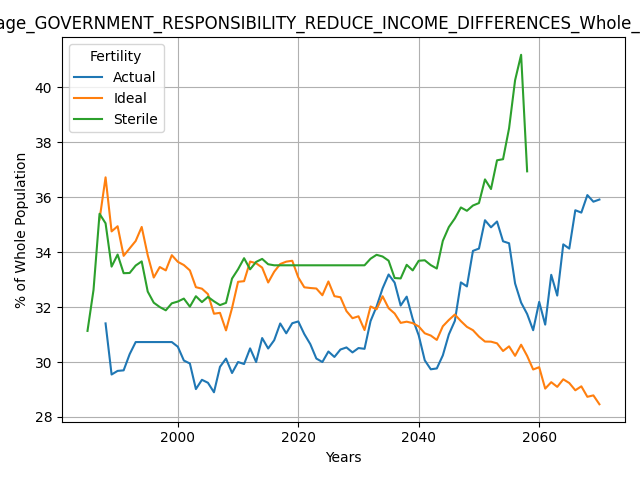 age_GOVERNMENT_RESPONSIBILITY_REDUCE_INCOME_DIFFERENCES_Whole_
Fertility
Actual
Ideal
Sterile
% of Whole Population
40
38
36
34
32
30
28
2000
2020
2040
2060
Years